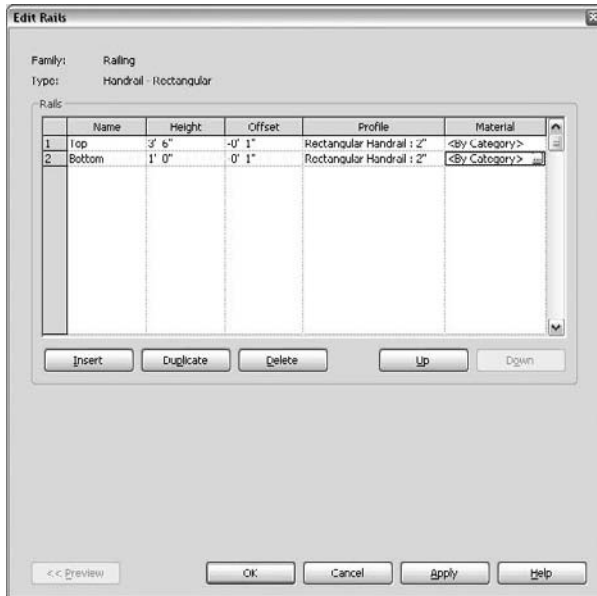 Edit Rails
Family: Railing
Type: Handrail - Rectangular
Rails
Name Height Offset Profile Material
1 Top 3' 6" -0' 1" Rectangular Handrail : 2" <By Category>
2 Bottom 1' 0" -0' 1" Rectangular Handrail : 2" <By Category> ...
Insert Duplicate Delete Up Down
<< Preview OK Cancel Apply Help